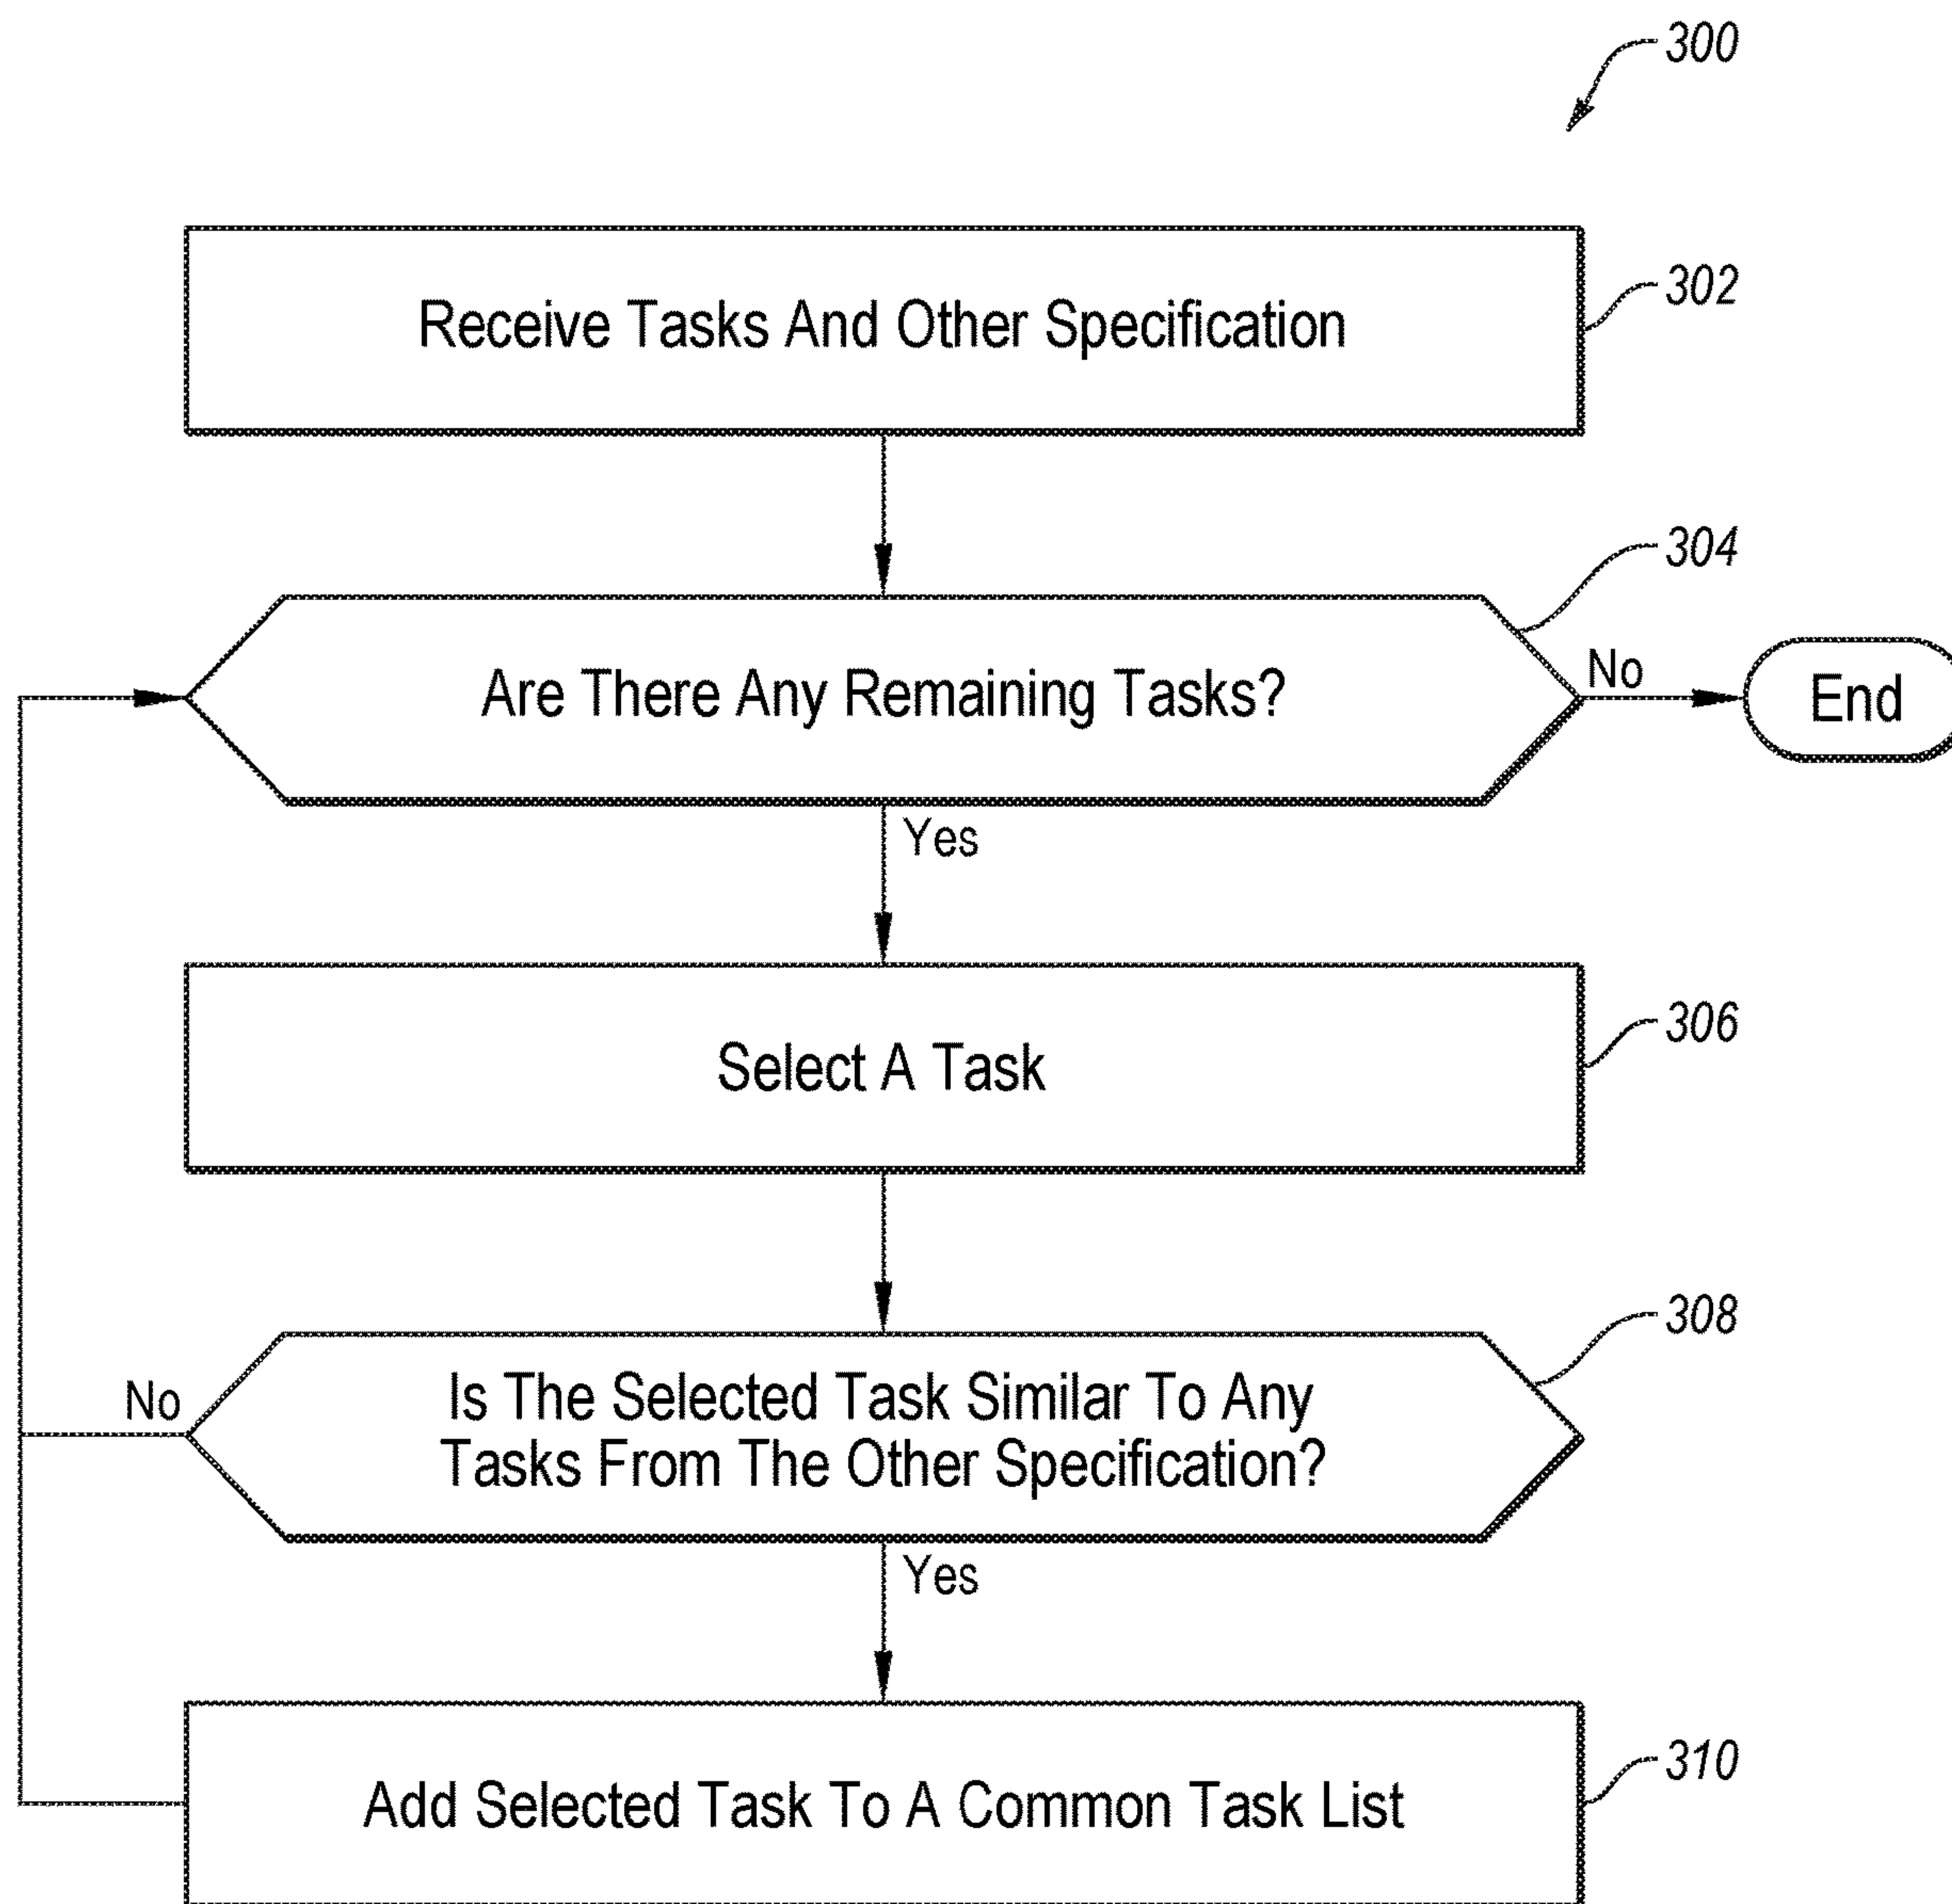 300
Receive Tasks And Other Specification
302
304
Are There Any Remaining Tasks?
No
End
Yes
Select A Task
306
308
No
Is The Selected Task Similar To Any
Tasks From The Other Specification?
Yes
Add Selected Task To A Common Task List
310